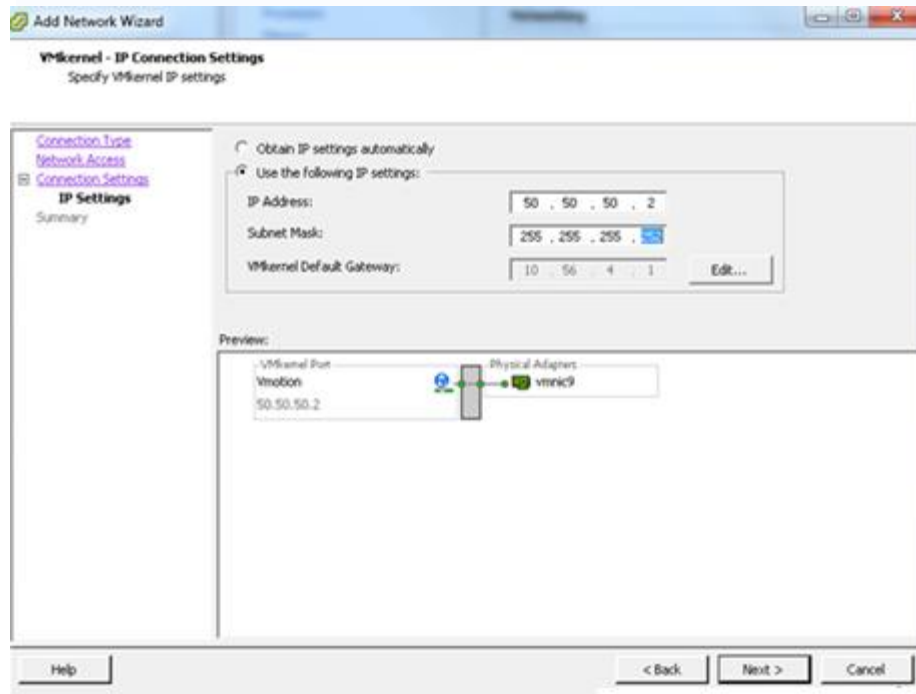 Add Network Wizard
VMkernel - IP Connection Settings
Specify VMkernel IP settings
Connection Type
Network Access
Connection Settings
IP Settings
Summary
Obtain IP settings automatically
Use the following IP settings:
IP Address: 50 . 50 . 50 . 2
Subnet Mask: 255 . 255 . 255 . 252
VMkernel Default Gateway: 10 . 56 . 4 . 1 Edit...
Preview:
VMkernel Port Physical Adapters
Vmotion vmnic9
50.50.50.2
Help < Back Next > Cancel